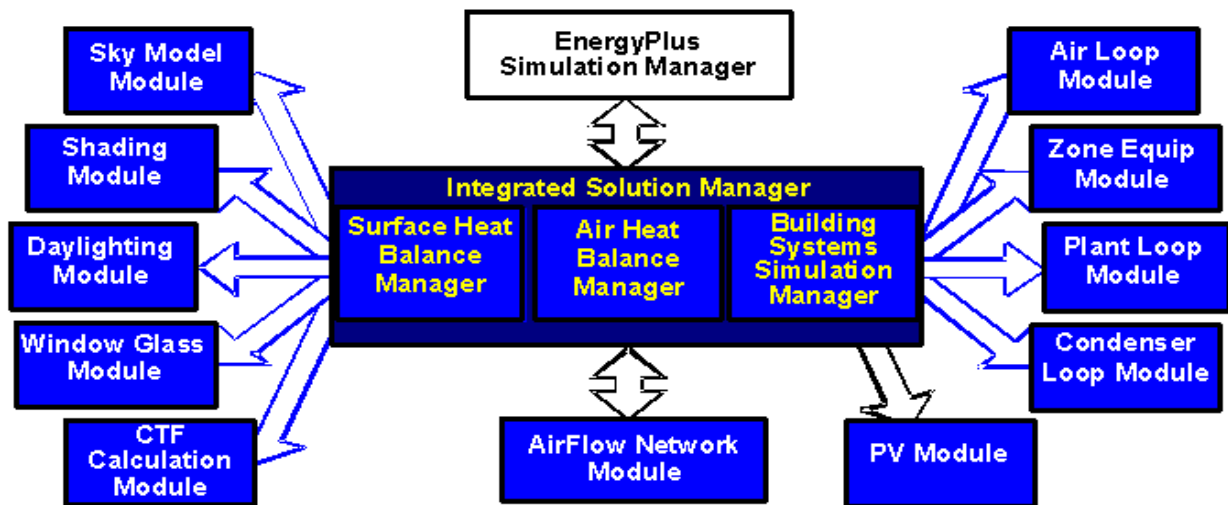 Sky Model
Module
EnergyPlus
Simulation Manager
Air Loop
Module
Shading
Module
Zone Equip
Module
Integrated Solution Manager
Surface Heat
Balance
Manager
Air Heat
Balance
Manager
Building
Systems
Simulation
Manager
Daylighting
Module
Plant Loop
Module
Window Glass
Module
Condenser
Loop Module
CTF
Calculation
Module
AirFlow Network
Module
PV Module